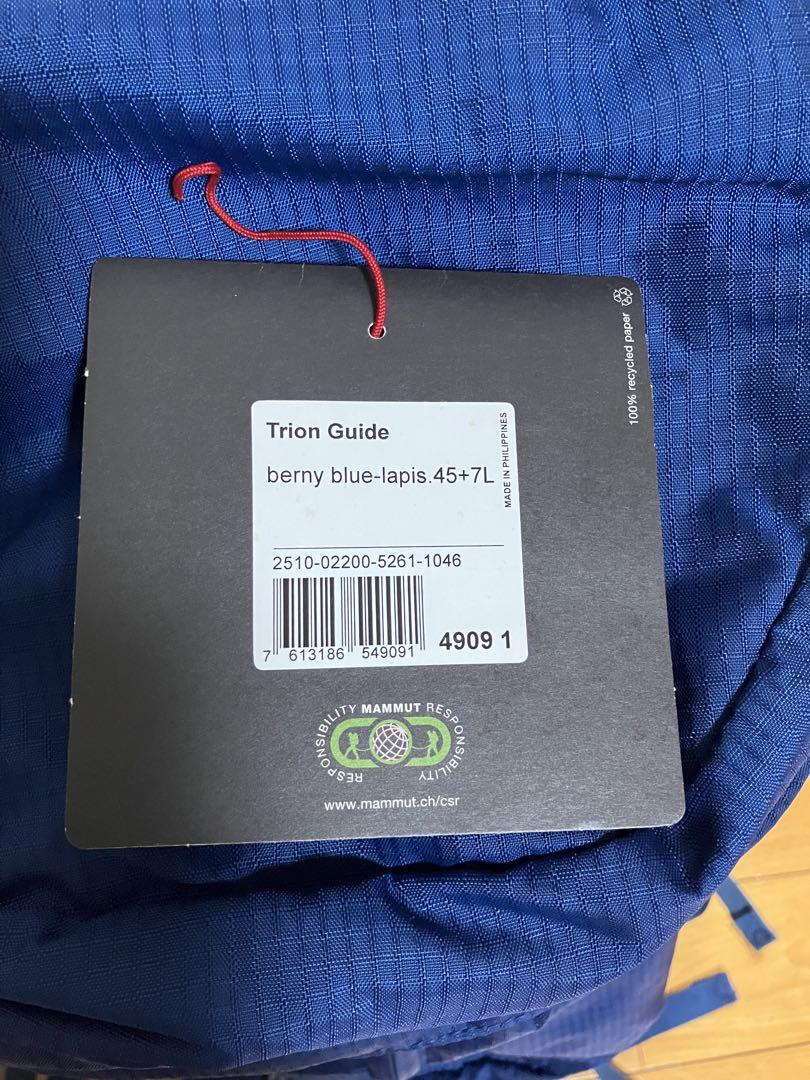 100% recycled paper
Trion Guide
berny blue-lapis.45+7L
MADE IN PHILIPPINES
2510-02200-5261-1046
7 613186 549091
4909 1
RESPONSIBILITY MAMMUT RESPONSIBILITY
www.mammut.ch/csr